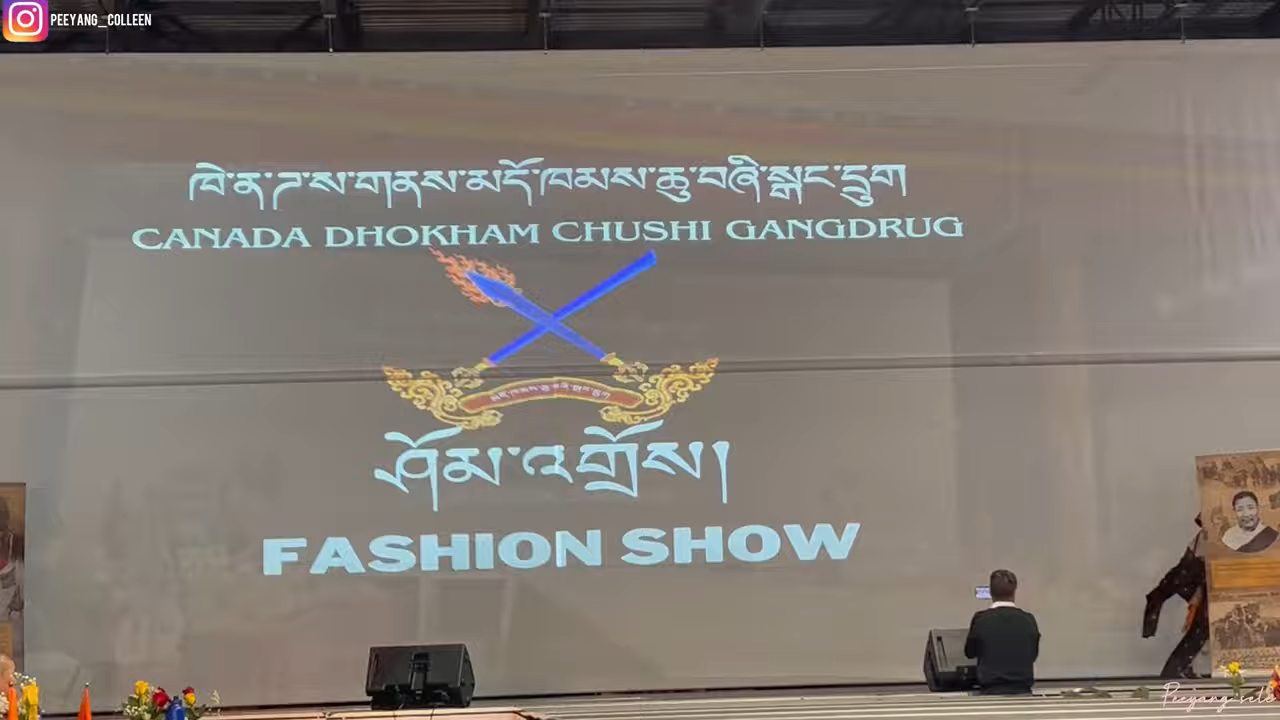 PEEYANG_COLLEEN
ཁེ་ན་ཌ་ས་གནས་མདོ་ཁམས་ཆུ་བཞི་སྒང་དྲུག
CANADA DHOKHAM CHUSHI GANGDRUG
ཤོམ་འགྲོས།
FASHION SHOW